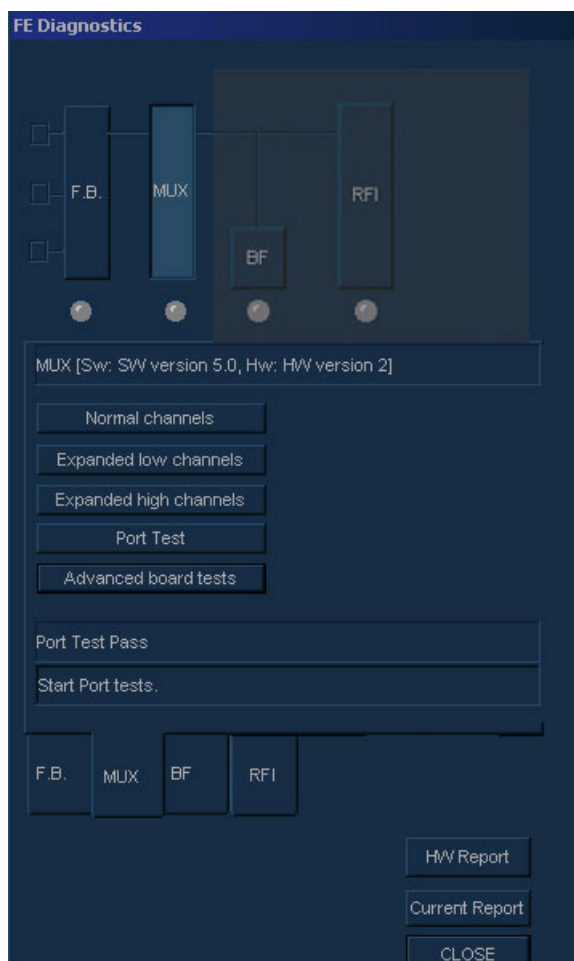 FE Diagnostics
F.B.
MUX
RFI
BF
MUX [Sw: SW version 5.0, Hw: HW version 2]
Normal channels
Expanded low channels
Expanded high channels
Port Test
Advanced board tests
Port Test Pass
Start Port tests.
F.B.
MUX
BF
RFI
HW Report
Current Report
CLOSE